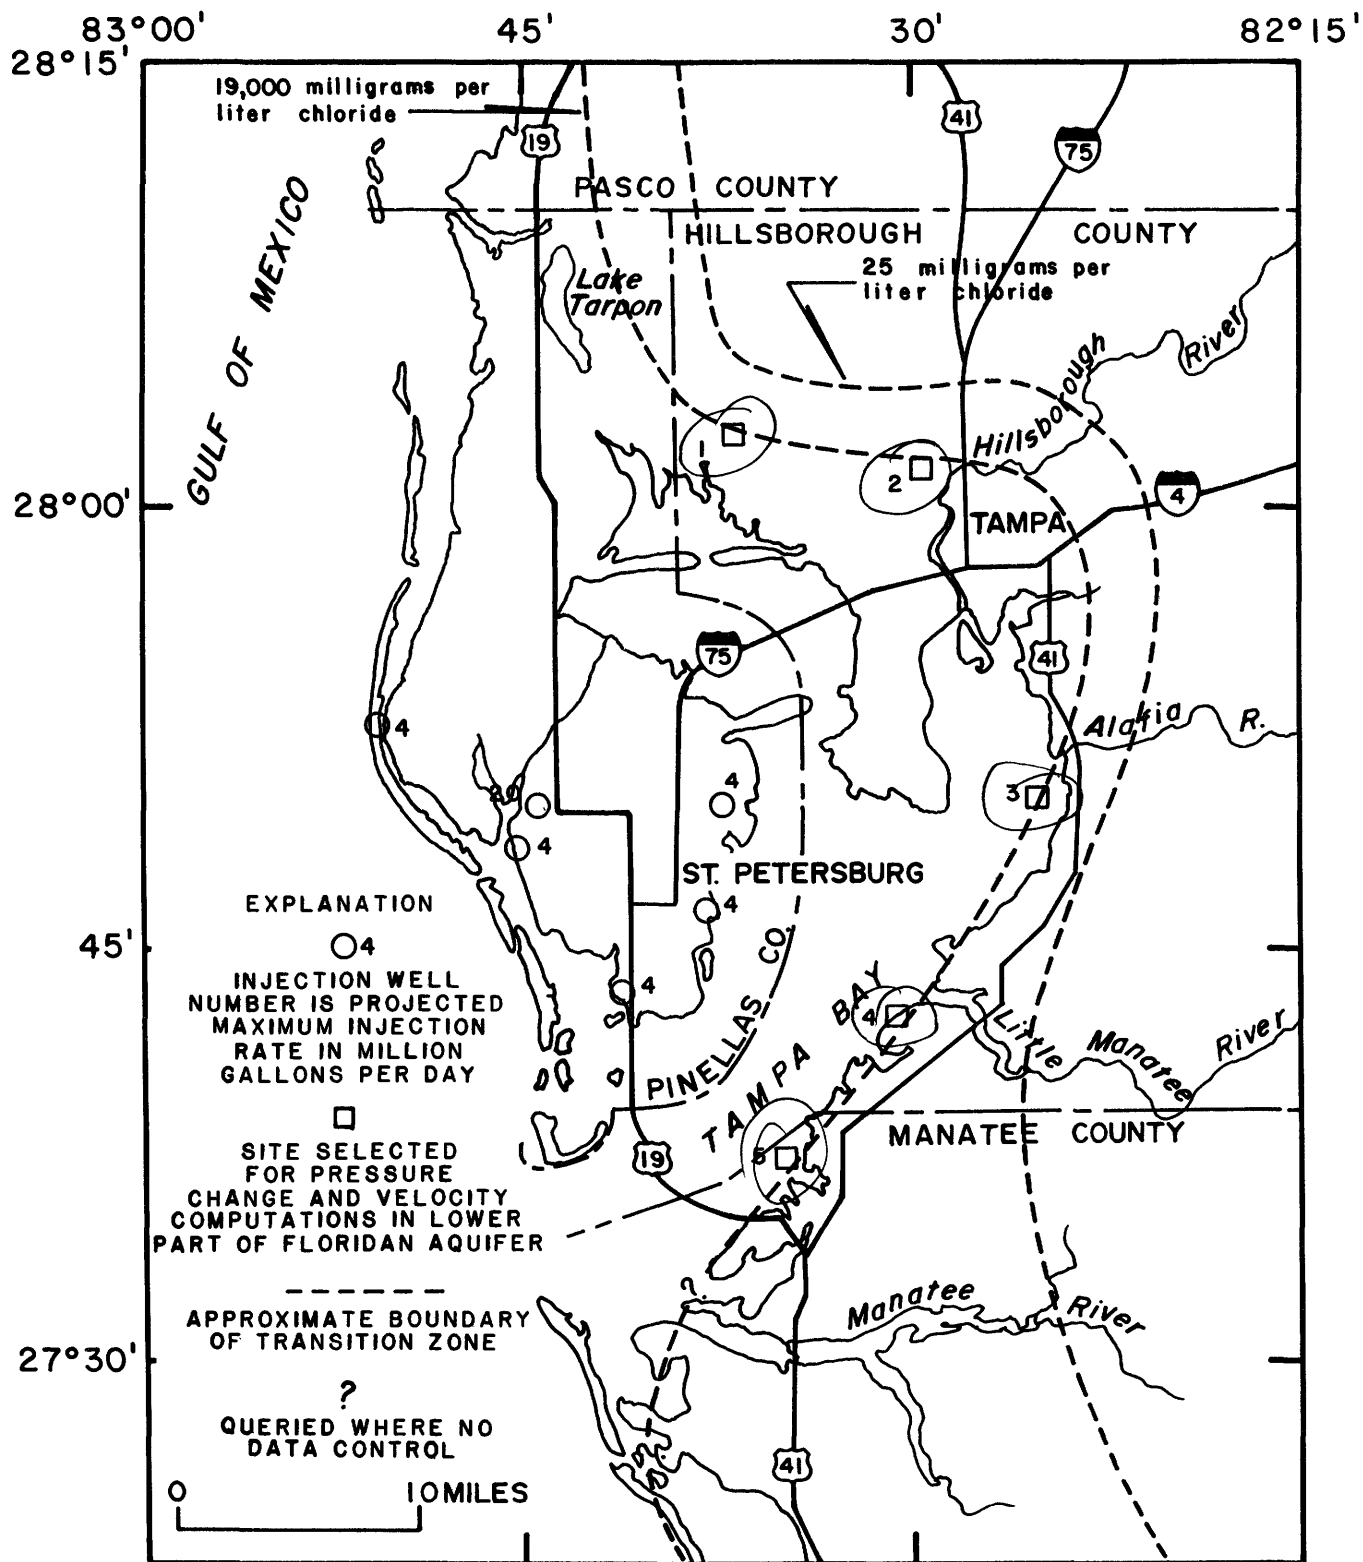 83°00' 45' 30' 82°15'
28°15'
19,000 milligrams per
liter chloride
41
19
75
PASCO COUNTY
HILLSBOROUGH COUNTY
GULF OF MEXICO
Lake
Tarpon
25 milligrams per
liter chloride
Hillsborough River
2
4
28°00'
TAMPA
75
41
4
Alafia R.
4
3
4
ST. PETERSBURG
4
45'
4
4
PINELLAS CO.
TAMPA BAY
Little Manatee River
MANATEE COUNTY
5
19
?
Manatee River
27°30'
?
41
EXPLANATION
4
INJECTION WELL
NUMBER IS PROJECTED
MAXIMUM INJECTION
RATE IN MILLION
GALLONS PER DAY
SITE SELECTED
FOR PRESSURE
CHANGE AND VELOCITY
COMPUTATIONS IN LOWER
PART OF FLORIDAN AQUIFER
APPROXIMATE BOUNDARY
OF TRANSITION ZONE
?
QUERIED WHERE NO
DATA CONTROL
0 10 MILES